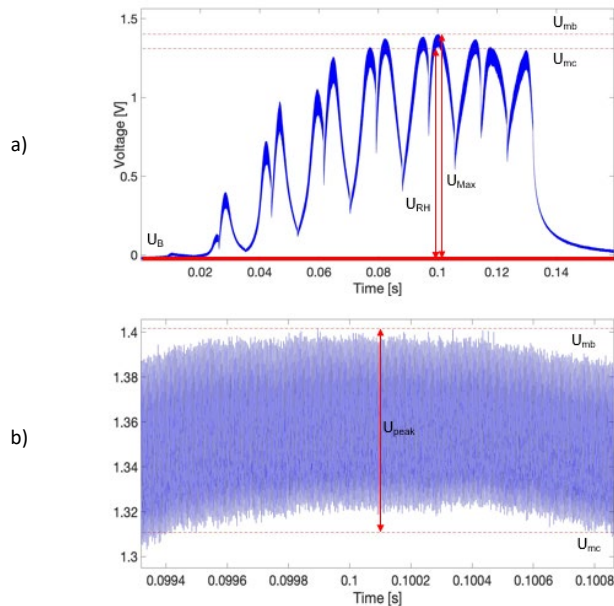 a)
Voltage [V]
1.5
1
0.5
0
U_mb
U_mc
U_Max
U_RH
U_B
0.02 0.04 0.06 0.08 0.1 0.12 0.14
Time [s]
b)
1.4
1.38
1.36
1.34
1.32
1.3
U_mb
U_peak
U_mc
0.0994 0.0996 0.0998 0.1 0.1002 0.1004 0.1006 0.1008
Time [s]